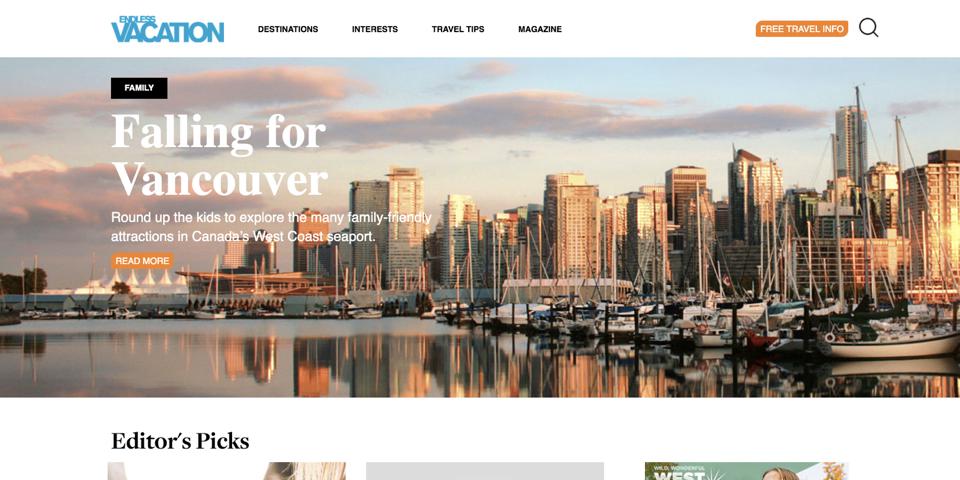 ENDLESS
VACATION
DESTINATIONS
INTERESTS
TRAVEL TIPS
MAGAZINE
FREE TRAVEL INFO
FAMILY
Falling for
Vancouver
Round up the kids to explore the many family-friendly
attractions in Canada's West Coast seaport.
READ MORE
Editor's Picks
WILD, WONDERFUL
WEST